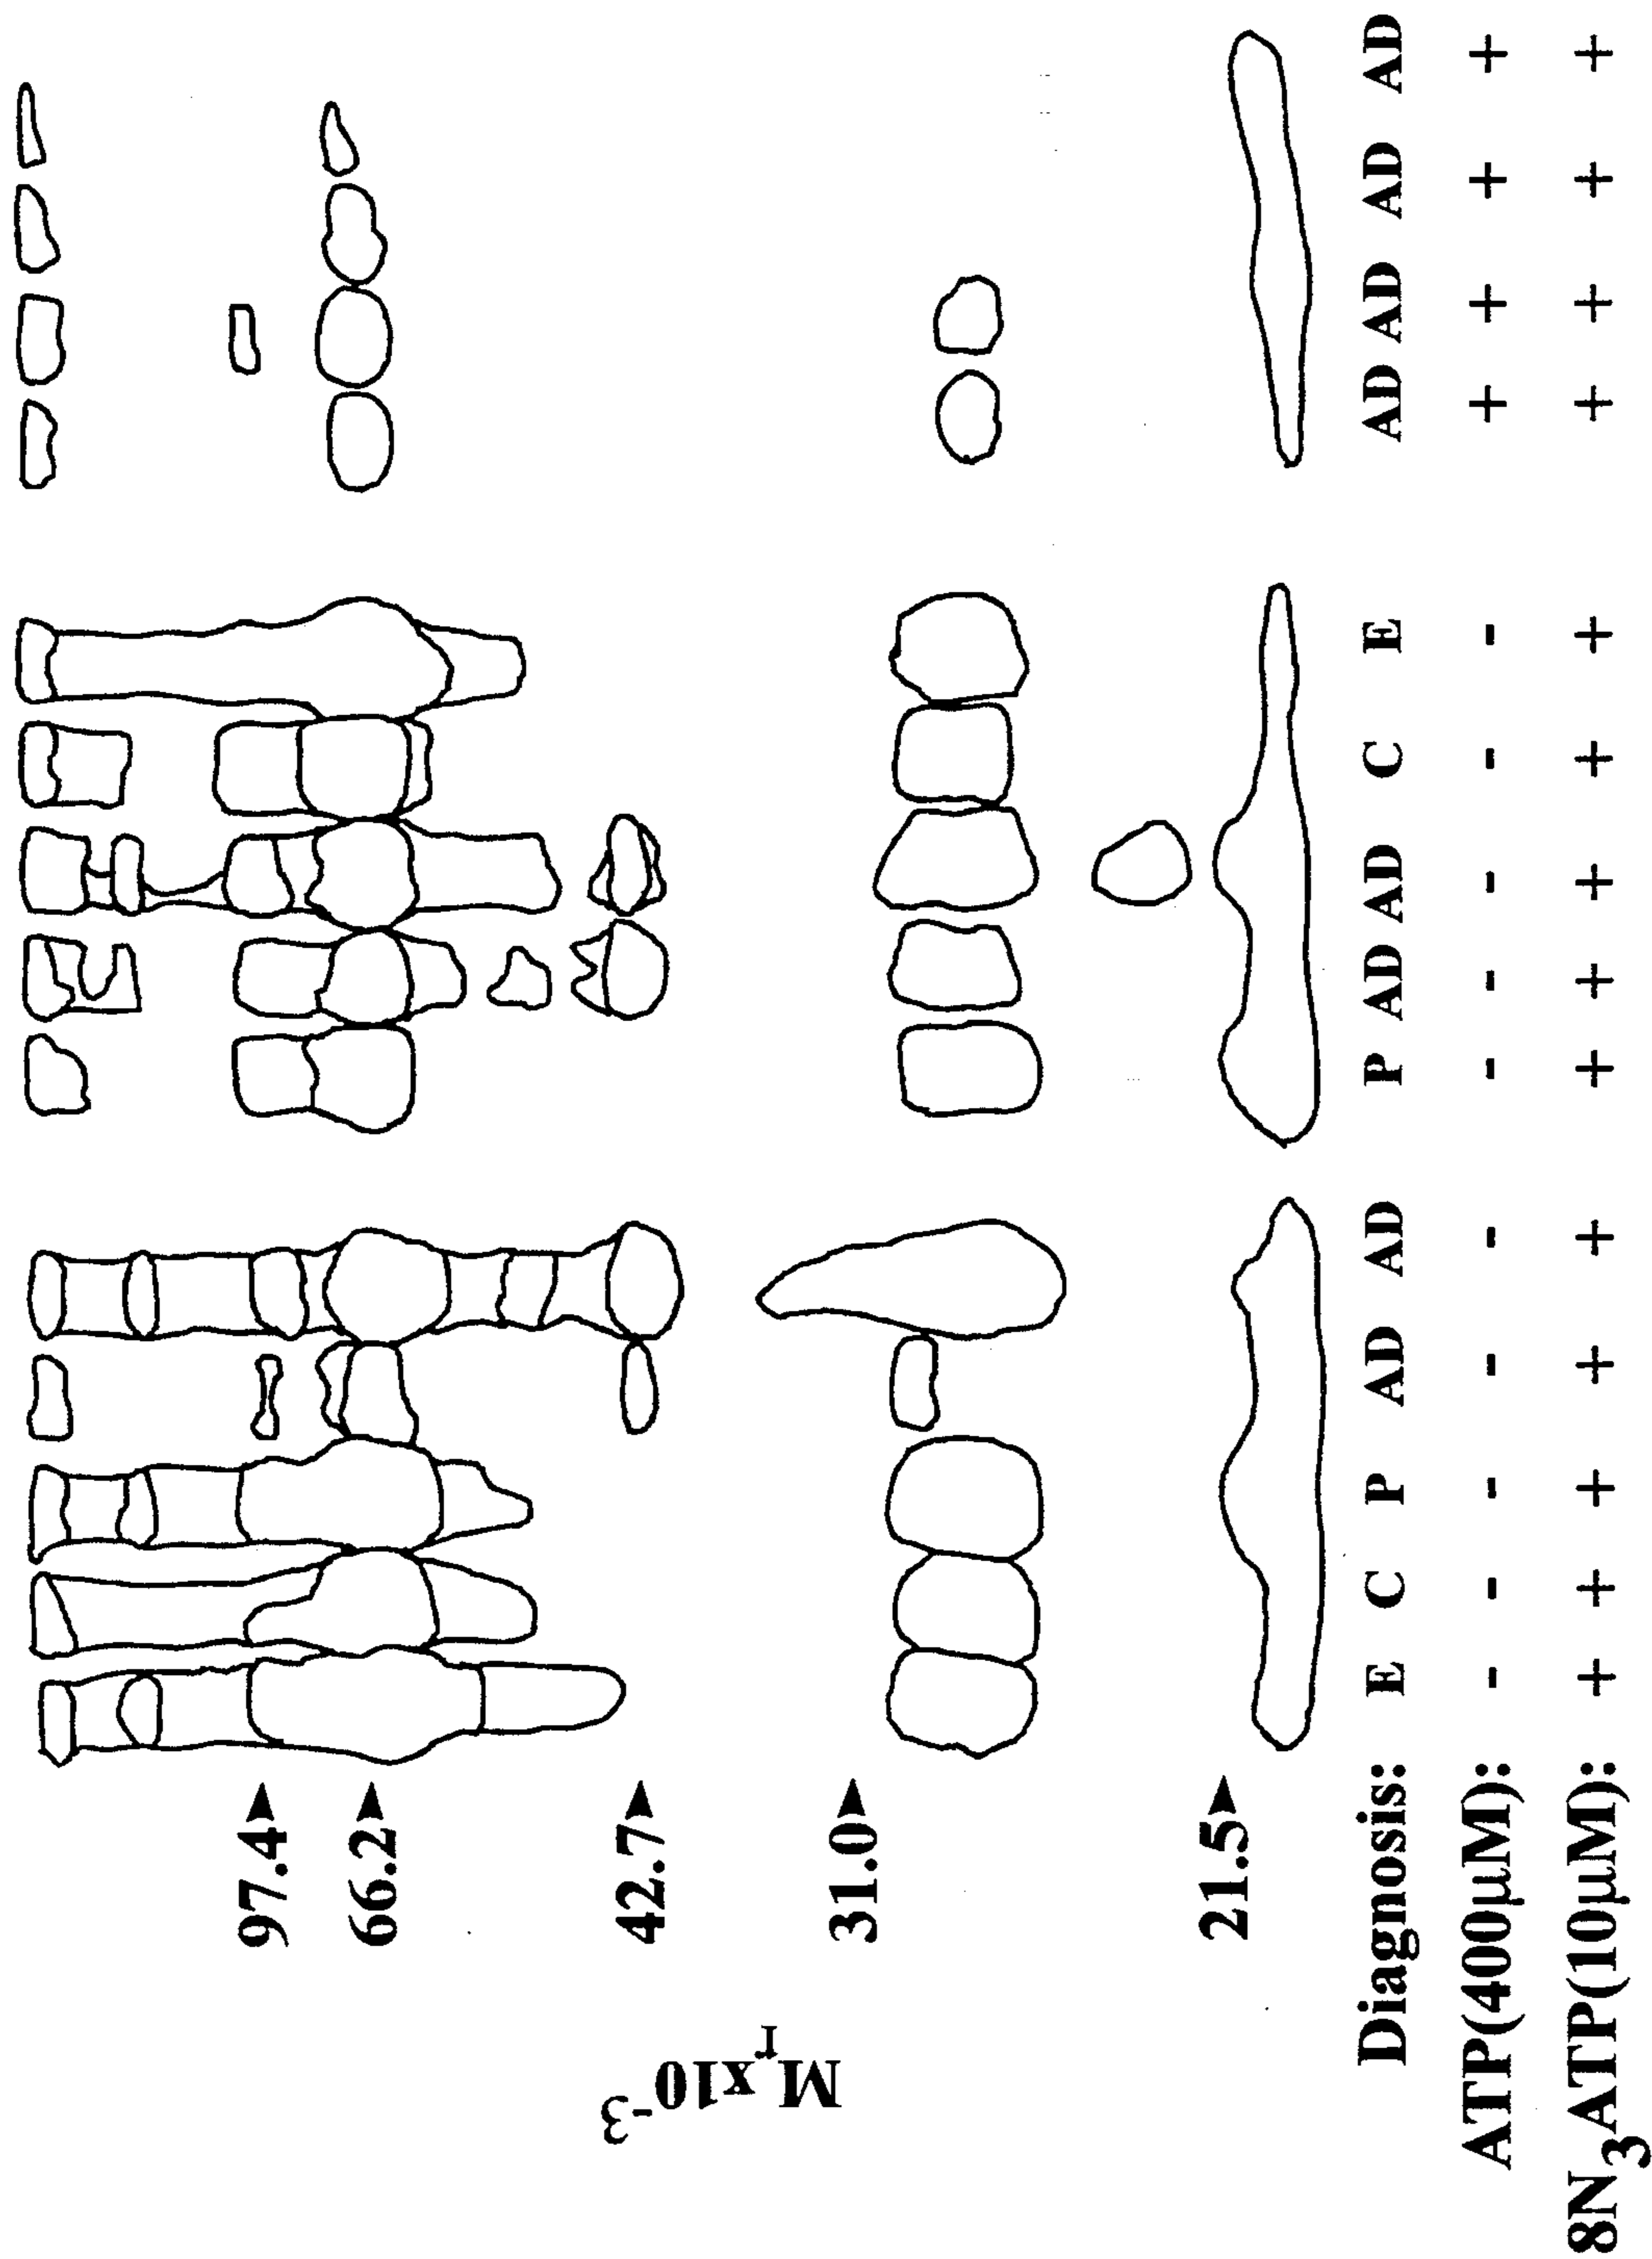 M r x10 -3
97.4
66.2
42.7
31.0
21.5
Diagnosis: E C P AD AD P AD AD C E AD AD AD AD
ATP(400μM): - - - - - - - - - - + + + +
8N3ATP(10μM): + + + + + + + + + + + + + +